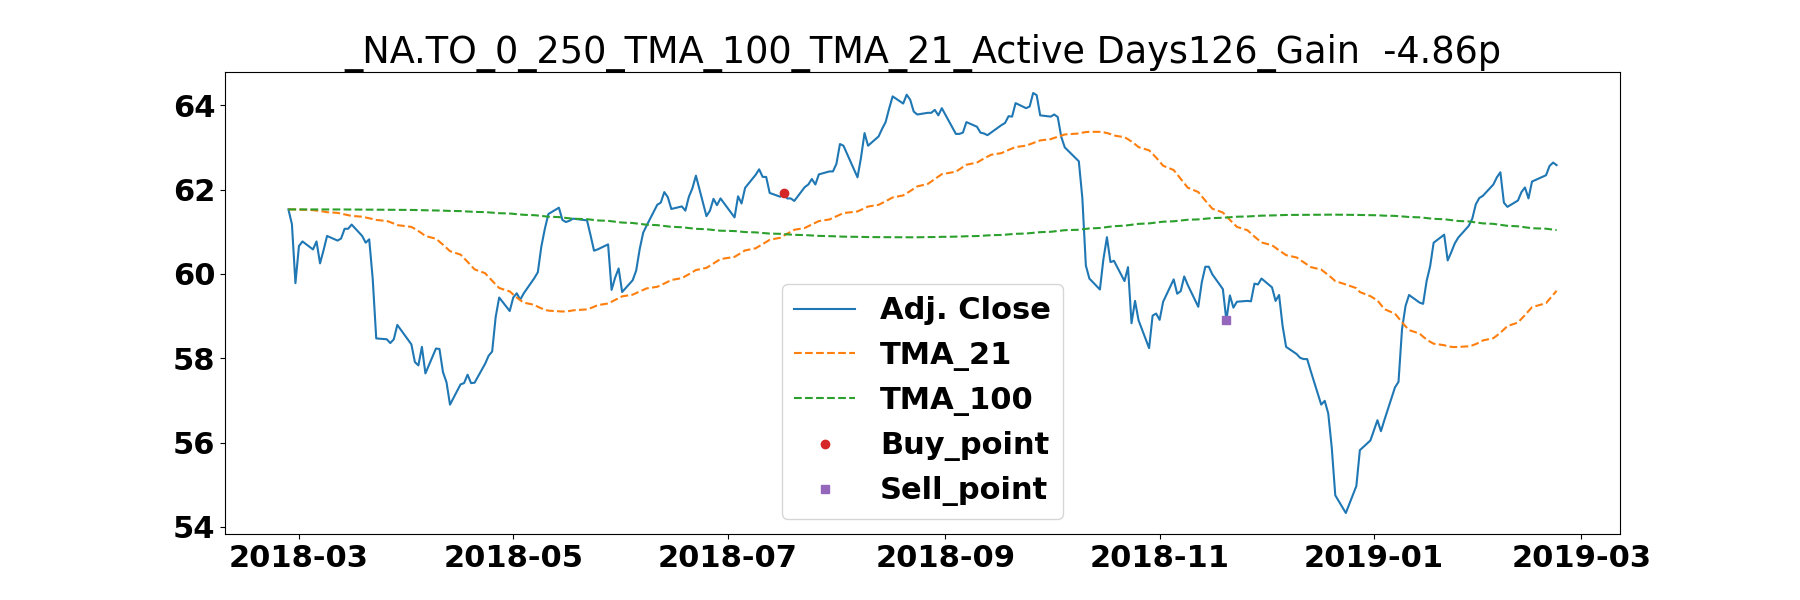 _NA.TO_0_250_TMA_100_TMA_21_Active Days126_Gain  -4.86p
64
62
60
58
56
54
Adj. Close
TMA_21
TMA_100
Buy_point
Sell_point
2018-03 2018-05 2018-07 2018-09 2018-11 2019-01 2019-03